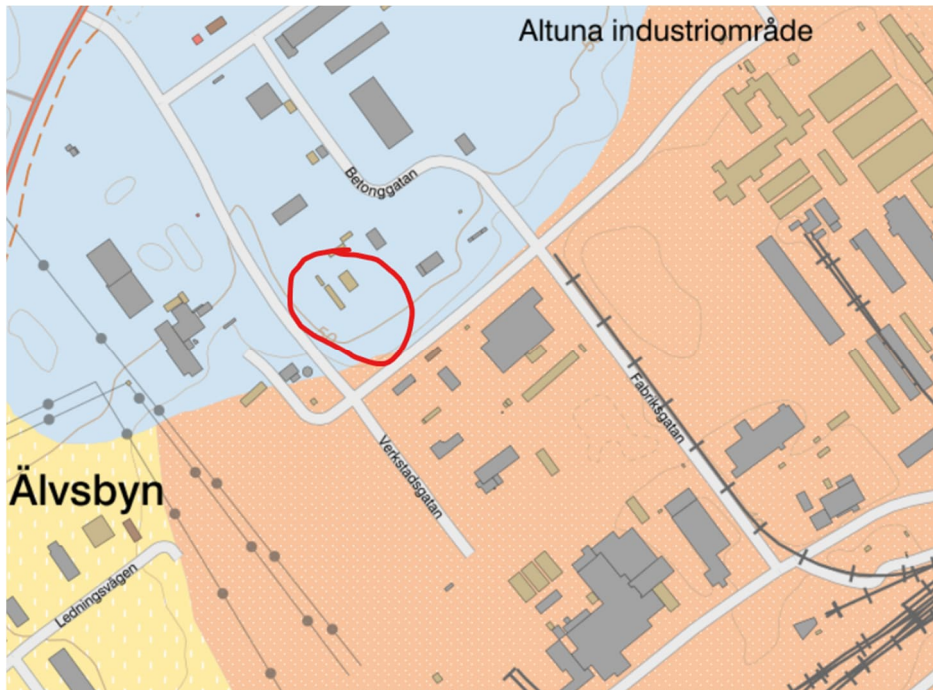 Altuna industriområde
Betonggatan
50
Fabriksgatan
Verkstadsgatan
Älvsbyn
Ledningsvägen